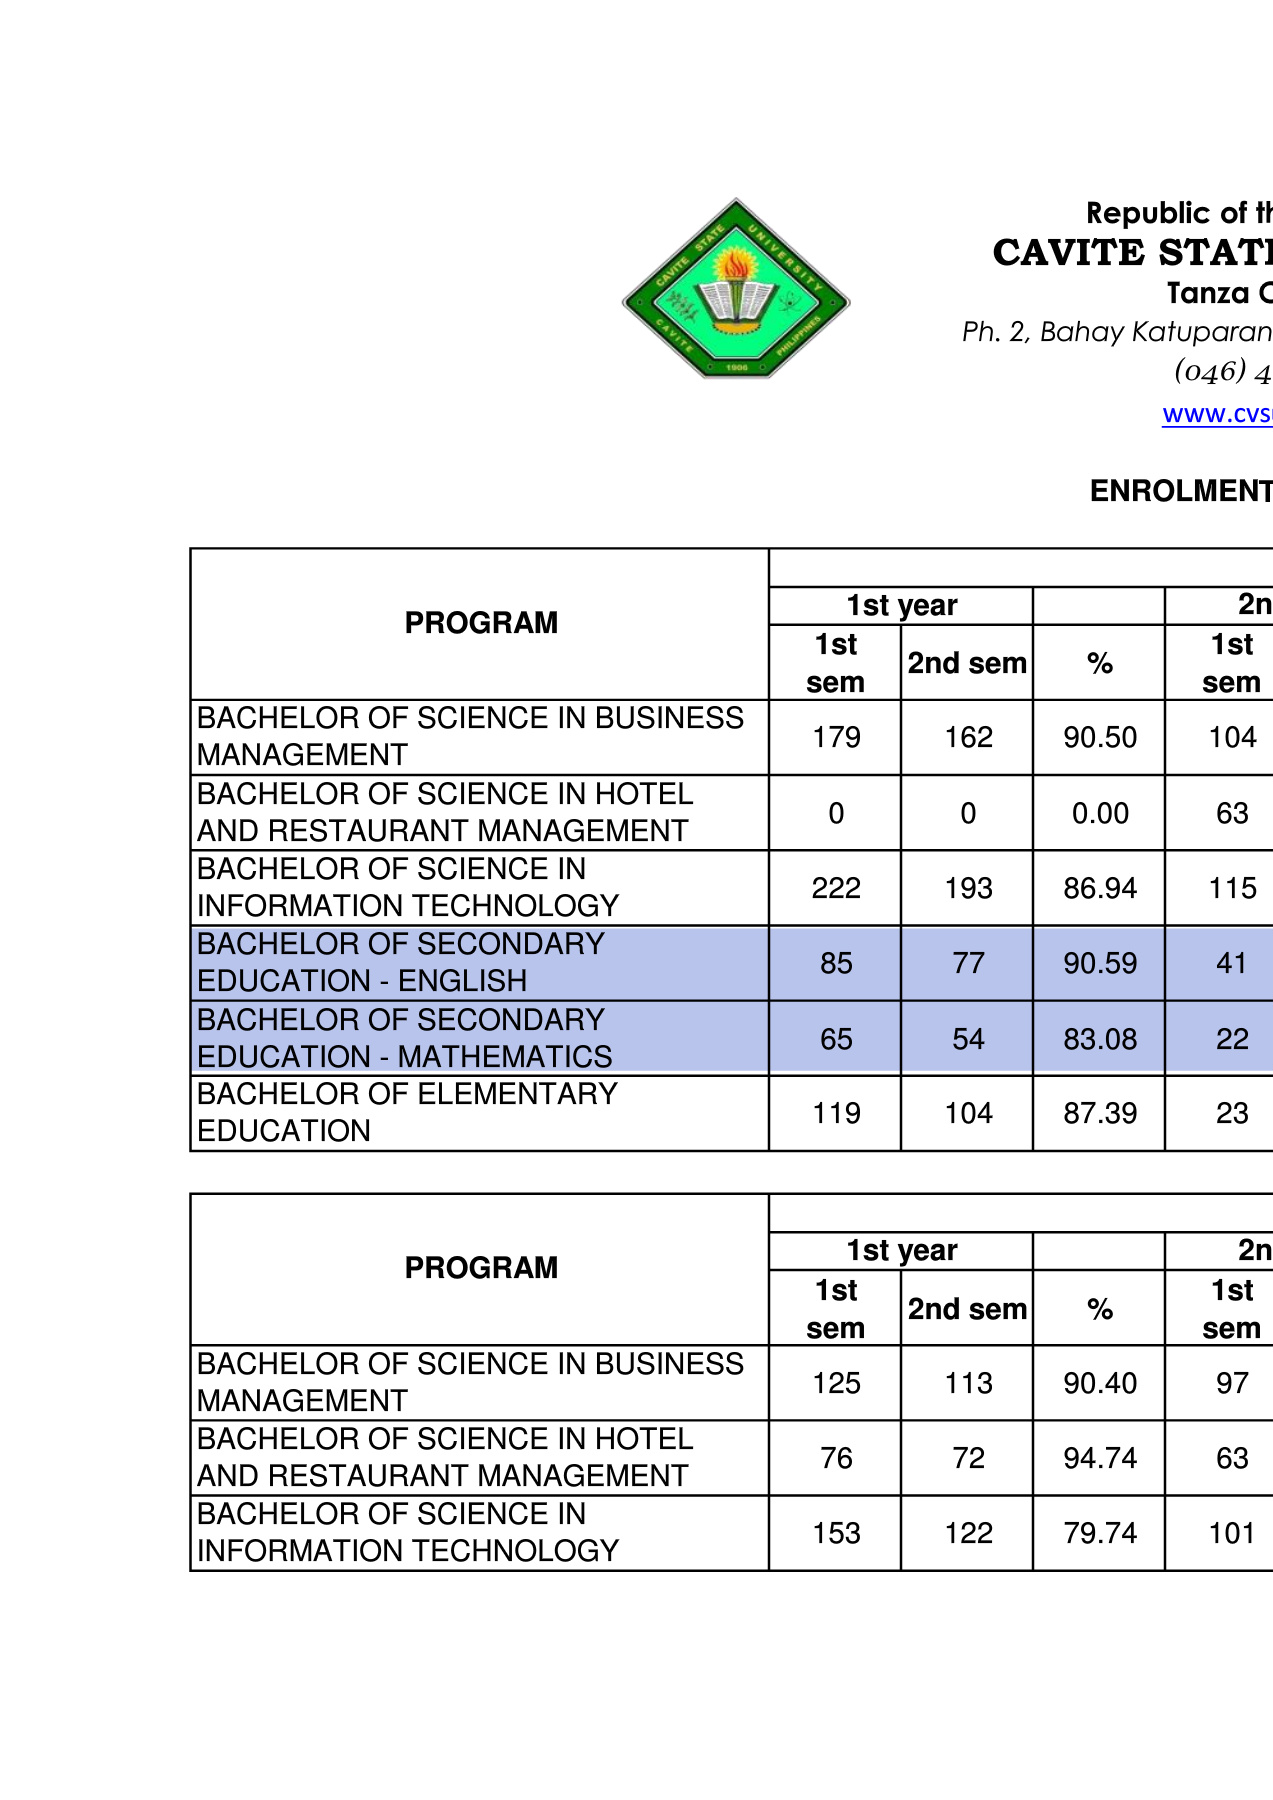 CAVITE STATE UNIVERSITY
CAVITE PHILIPPINES
1906
Republic of th
CAVITE STATE
Tanza C
Ph. 2, Bahay Katuparan
(046) 4
www.cvs
ENROLMENT
PROGRAM
1st year 2n
1st sem 2nd sem % 1st sem
BACHELOR OF SCIENCE IN BUSINESS
MANAGEMENT 179 162 90.50 104
BACHELOR OF SCIENCE IN HOTEL
AND RESTAURANT MANAGEMENT 0 0 0.00 63
BACHELOR OF SCIENCE IN
INFORMATION TECHNOLOGY 222 193 86.94 115
BACHELOR OF SECONDARY
EDUCATION - ENGLISH 85 77 90.59 41
BACHELOR OF SECONDARY
EDUCATION - MATHEMATICS 65 54 83.08 22
BACHELOR OF ELEMENTARY
EDUCATION 119 104 87.39 23
PROGRAM
1st year 2n
1st sem 2nd sem % 1st sem
BACHELOR OF SCIENCE IN BUSINESS
MANAGEMENT 125 113 90.40 97
BACHELOR OF SCIENCE IN HOTEL
AND RESTAURANT MANAGEMENT 76 72 94.74 63
BACHELOR OF SCIENCE IN
INFORMATION TECHNOLOGY 153 122 79.74 101